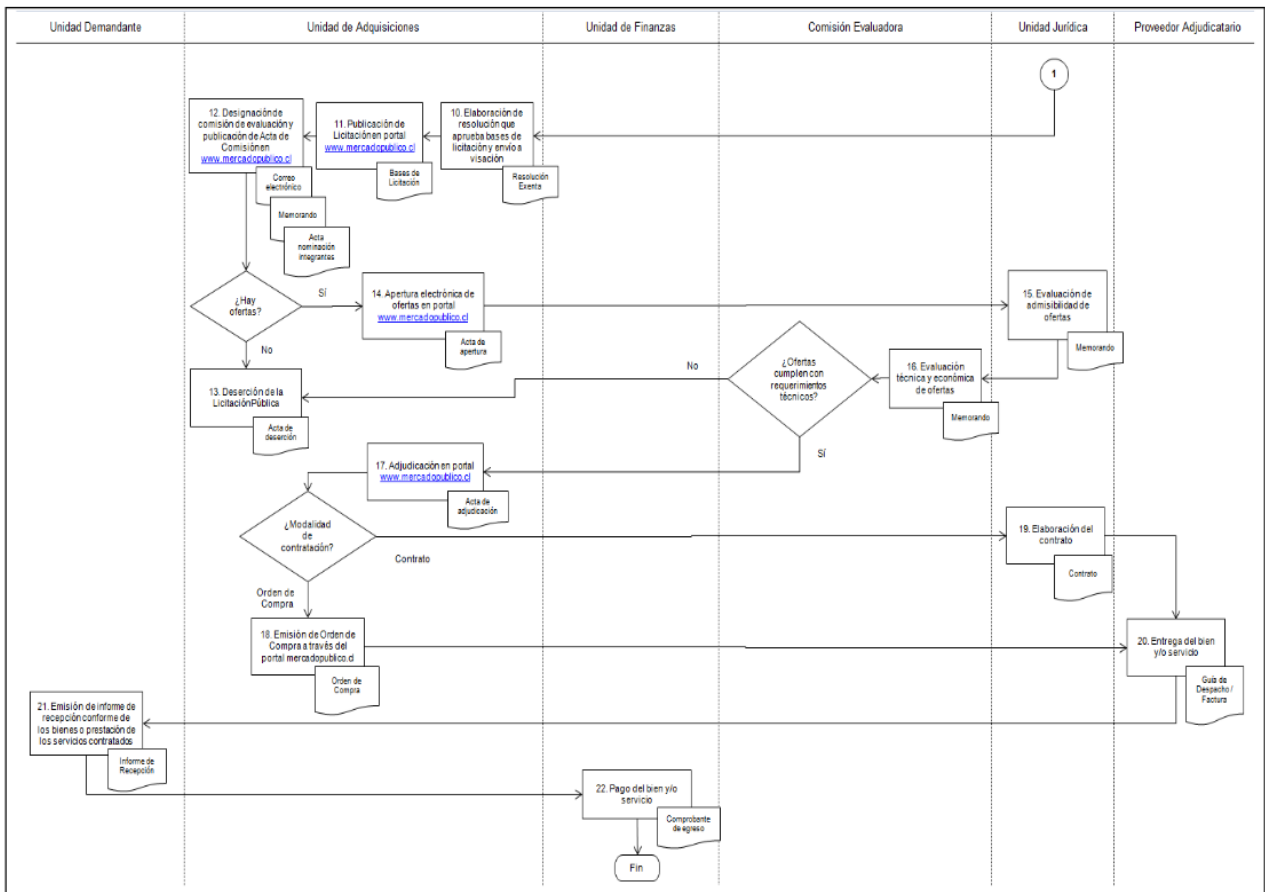 Unidad Demandante
Unidad de Adquisiciones
Unidad de Finanzas
Comisión Evaluadora
Unidad Jurídica
Proveedor Adjudicatario
1
12. Designación de
comisión de evaluación y
publicación de Acta de
Comisión en
www.mercadopublico.cl
Correo
electrónico
Memorando
Acta
nominación
integrantes
11. Publicación de
Licitación en portal
www.mercadopublico.cl
Bases de
Licitación
10. Elaboración de
resolución que
aprueba bases de
licitación y envío a
visación
Resolución
Exenta
¿Hay
ofertas?
Sí
No
14. Apertura electrónica de
ofertas en portal
www.mercadopublico.cl
Acta de
apertura
15. Evaluación de
admisibilidad de
ofertas
Memorando
13. Deserción de la
Licitación Pública
Acta de
deserción
No
¿Ofertas
cumplen con
requerimientos
técnicos?
Sí
16. Evaluación
técnica y económica
de ofertas
Memorando
17. Adjudicación en portal
www.mercadopublico.cl
Acta de
adjudicación
¿Modalidad
de
contratación?
Contrato
Orden de
Compra
19. Elaboración del
contrato
Contrato
18. Emisión de Orden de
Compra a través del
portal mercadopublico.cl
Orden de
Compra
20. Entrega del bien
y/o servicio
Guía de
Despacho /
Factura
21. Emisión de informe de
recepción conforme de
los bienes o prestación de
los servicios contratados
Informe de
Recepción
22. Pago del bien y/o
servicio
Comprobante
de egreso
Fin